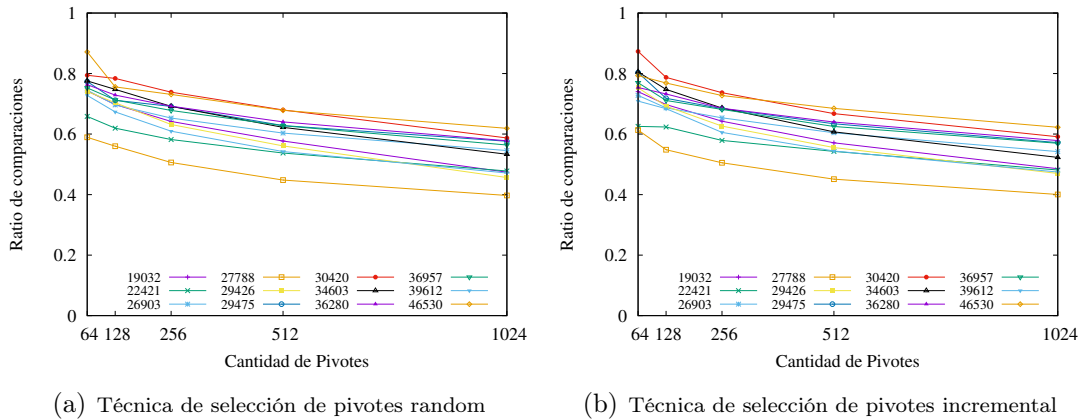 1
0.8
0.6
0.4
0.2
0
Ratio de comparaciones
19032 27788 30420 36957
22421 29426 34603 39612
26903 29475 36280 46530
64 128 256 512 1024
Cantidad de Pivotes
(a) Técnica de selección de pivotes random
1
0.8
0.6
0.4
0.2
0
Ratio de comparaciones
19032 27788 30420 36957
22421 29426 34603 39612
26903 29475 36280 46530
64 128 256 512 1024
Cantidad de Pivotes
(b) Técnica de selección de pivotes incremental